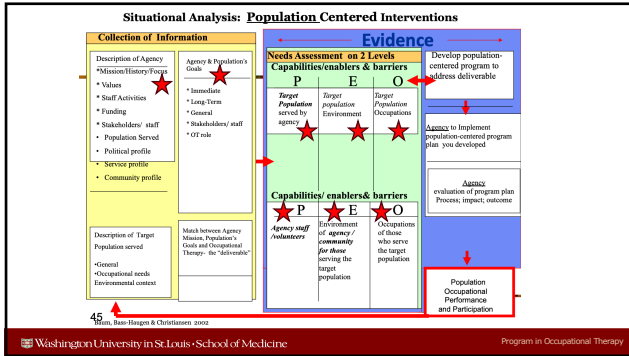 Situational Analysis: Population Centered Interventions
Collection of Information
Description of Agency
*Mission/History/Focus
* Values
* Staff Activities
* Funding
* Stakeholders/ staff
• Population Served
• Political profile
• Service profile
• Community profile
Agency & Population's
Goals
* Immediate
* Long-Term
* General
* Stakeholders/ staff
* OT role
Description of Target
Population served
•General
•Occupational needs
Environmental context
Match between Agency
Mission, Population's
Goals and Occupational
Therapy- the "deliverable"
Evidence
Needs Assessment on 2 Levels
Capabilities/enablers & barriers
P E O
Target
Population
served by
agency
Target
population
Environment
Target
Population
Occupations
Capabilities/ enablers& barriers
P E O
Agency staff
/volunteers
Environment
of agency /
community
for those
serving the
target
population
Occupations
of those
who serve
the target
population
Develop population-
centered program to
address deliverable
Agency to Implement
population-centered program
plan you developed
Agency
evaluation of program plan
Process; impact; outcome
Population
Occupational
Performance
and Participation
45
Baum, Bass-Haugen & Christiansen 2002
Washington University in St. Louis • School of Medicine
Program in Occupational Therapy